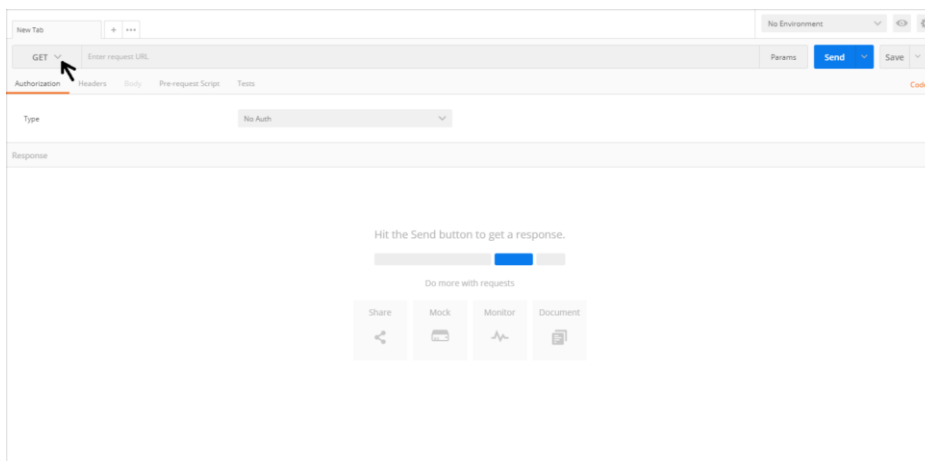 New Tab + ••• No Environment
GET Enter request URL Params Send Save
Authorization Headers Body Pre-request Script Tests Code
Type No Auth
Response
Hit the Send button to get a response.
Do more with requests
Share Mock Monitor Document